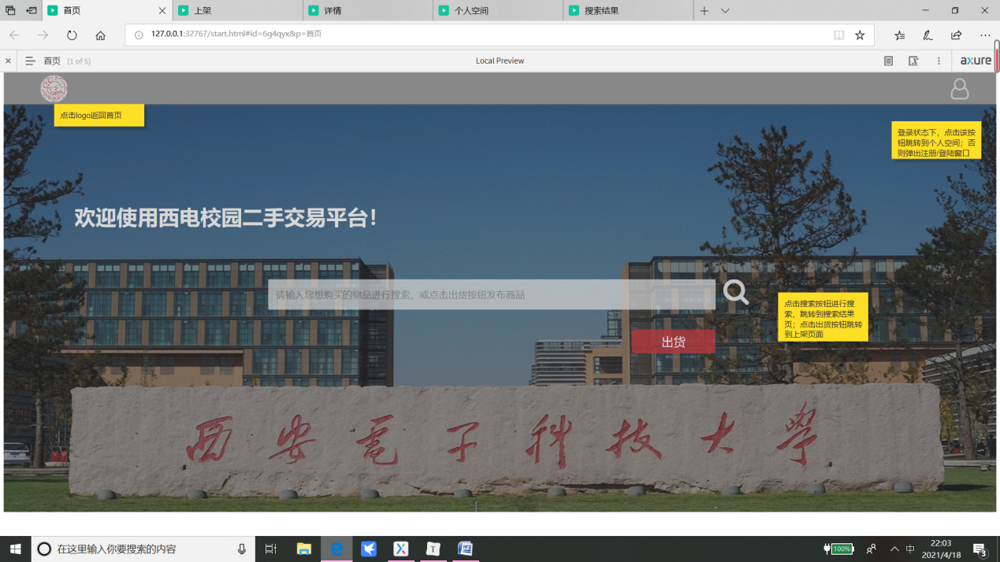 首页
上架
详情
个人空间
搜索结果
127.0.0.1:32767/start.html#id=6g4qyx&p=首页
首页 (1 of 5)
Local Preview
axure
点击logo返回首页
登录状态下，点击该按
钮跳转到个人空间；否
则弹出注册/登陆窗口
欢迎使用西电校园二手交易平台！
请输入您想购买的物品进行搜索，或点击出货按钮发布商品
点击搜索按钮进行搜
索，跳转到搜索结果
页；点击出货按钮跳转
到上架页面
出货
西安電子科技大學
在这里输入你要搜索的内容
100%
中
22:03
2021/4/18
3